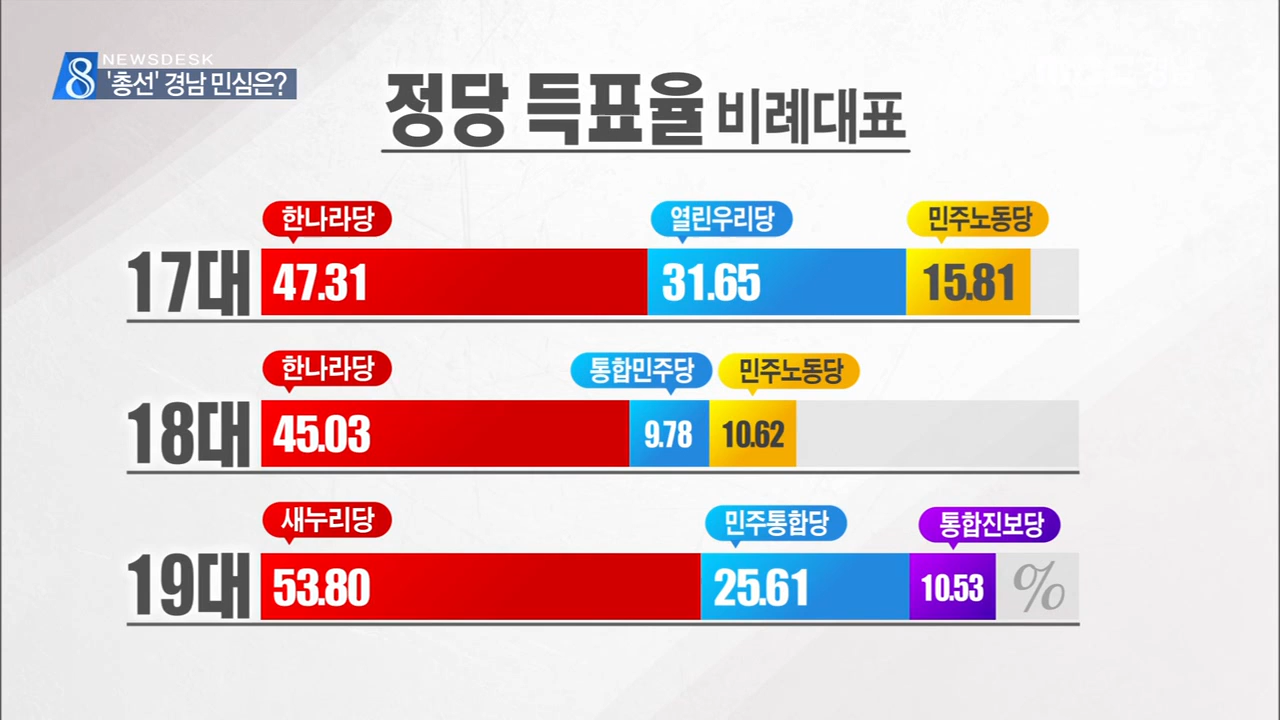 NEWSDESK
8 '총선' 경남 민심은?
정당 득표율 비례대표
한나라당 열린우리당 민주노동당
17대 47.31 31.65 15.81
한나라당 통합민주당 민주노동당
18대 45.03 9.78 10.62
새누리당 민주통합당 통합진보당
19대 53.80 25.61 10.53 %